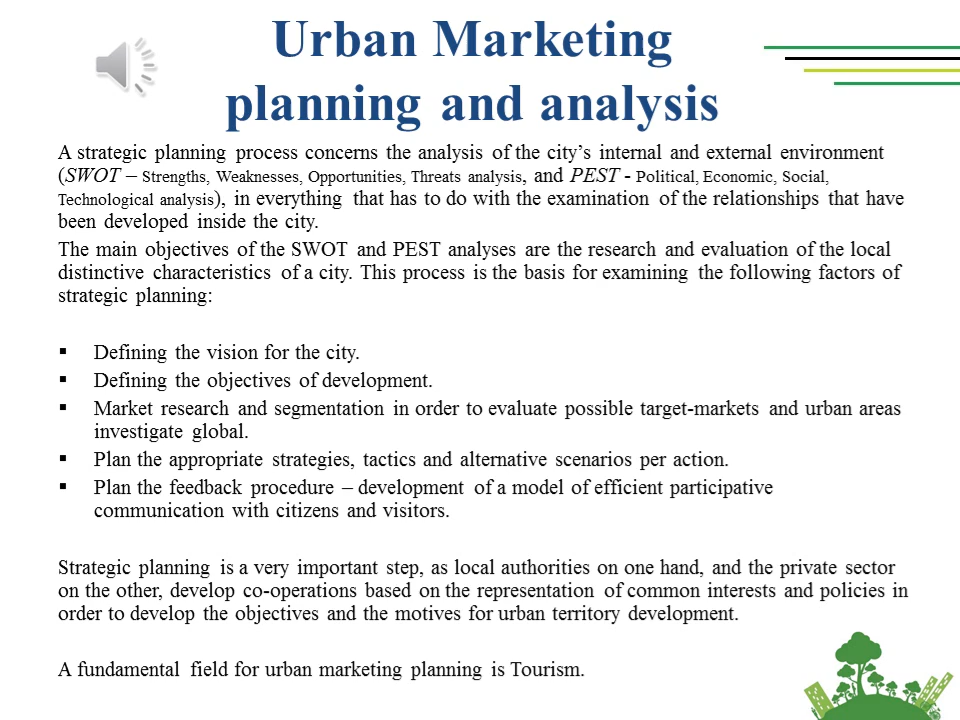 Urban Marketing
planning and analysis
A strategic planning process concerns the analysis of the city’s internal and external environment
(SWOT – Strengths, Weaknesses, Opportunities, Threats analysis, and PEST - Political, Economic, Social,
Technological analysis), in everything that has to do with the examination of the relationships that have
been developed inside the city.
The main objectives of the SWOT and PEST analyses are the research and evaluation of the local
distinctive characteristics of a city. This process is the basis for examining the following factors of
strategic planning:
▪ Defining the vision for the city.
▪ Defining the objectives of development.
▪ Market research and segmentation in order to evaluate possible target-markets and urban areas
investigate global.
▪ Plan the appropriate strategies, tactics and alternative scenarios per action.
▪ Plan the feedback procedure – development of a model of efficient participative
communication with citizens and visitors.
Strategic planning is a very important step, as local authorities on one hand, and the private sector
on the other, develop co-operations based on the representation of common interests and policies in
order to develop the objectives and the motives for urban territory development.
A fundamental field for urban marketing planning is Tourism.